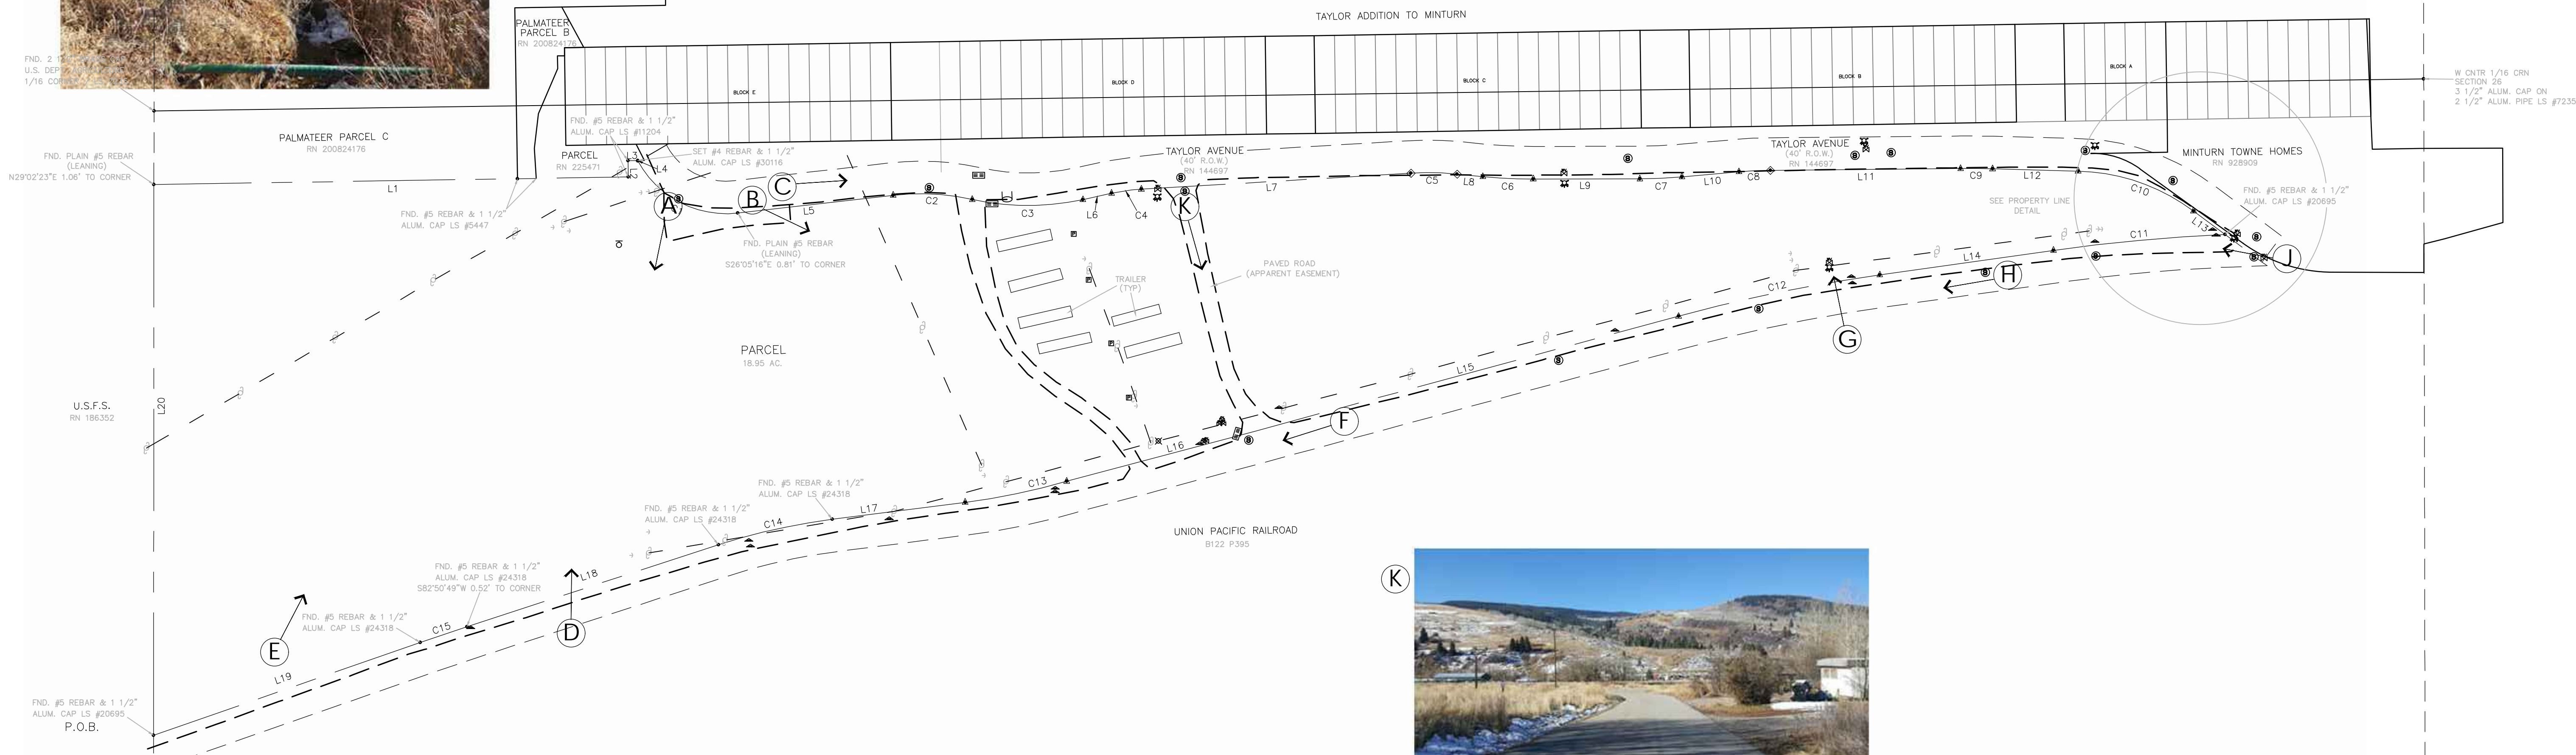 TAYLOR ADDITION TO MINTURN
PALMATEER
PARCEL B
RN 200824176
FND. 2 1
U.S. DEP
1/16 CO
BLOCK E
BLOCK D
BLOCK C
BLOCK B
BLOCK A
W CNTR 1/16 CRN
SECTION 26
3 1/2" ALUM. CAP ON
2 1/2" ALUM. PIPE LS #7235
PALMATEER PARCEL C
RN 200824176
FND. #5 REBAR & 1 1/2"
ALUM. CAP LS #11204
FND. PLAIN #5 REBAR
(LEANING)
N29°02'23"E 1.06' TO CORNER
PARCEL
RN 225471
SET #4 REBAR & 1 1/2"
ALUM. CAP LS #30116
L1
L2
L3
L4
FND. #5 REBAR & 1 1/2"
ALUM. CAP LS #5447
A
B
C
L5
FND. PLAIN #5 REBAR
(LEANING)
S26°05'16"E 0.81' TO CORNER
C2
C3
L6
C4
TAYLOR AVENUE
(40' R.O.W.)
RN 144697
K
L7
C5
L8
C6
L9
C7
L10
C8
TAYLOR AVENUE
(40' R.O.W.)
RN 144697
L11
C9
L12
C10
L13
MINTURN TOWNE HOMES
RN 928909
FND. #5 REBAR & 1 1/2"
ALUM. CAP LS #20695
SEE PROPERTY LINE
DETAIL
J
C11
L14
H
C12
G
PAVED ROAD
(APPARENT EASEMENT)
TRAILER
(TYP)
L15
F
L16
PARCEL
18.95 AC.
U.S.F.S.
RN 186352
L20
C13
L17
FND. #5 REBAR & 1 1/2"
ALUM. CAP LS #24318
FND. #5 REBAR & 1 1/2"
ALUM. CAP LS #24318
C14
UNION PACIFIC RAILROAD
B122 P395
L18
FND. #5 REBAR & 1 1/2"
ALUM. CAP LS #24318
S82°50'49"W 0.52' TO CORNER
D
FND. #5 REBAR & 1 1/2"
ALUM. CAP LS #24318
C15
E
L19
FND. #5 REBAR & 1 1/2"
ALUM. CAP LS #20695
P.O.B.
K